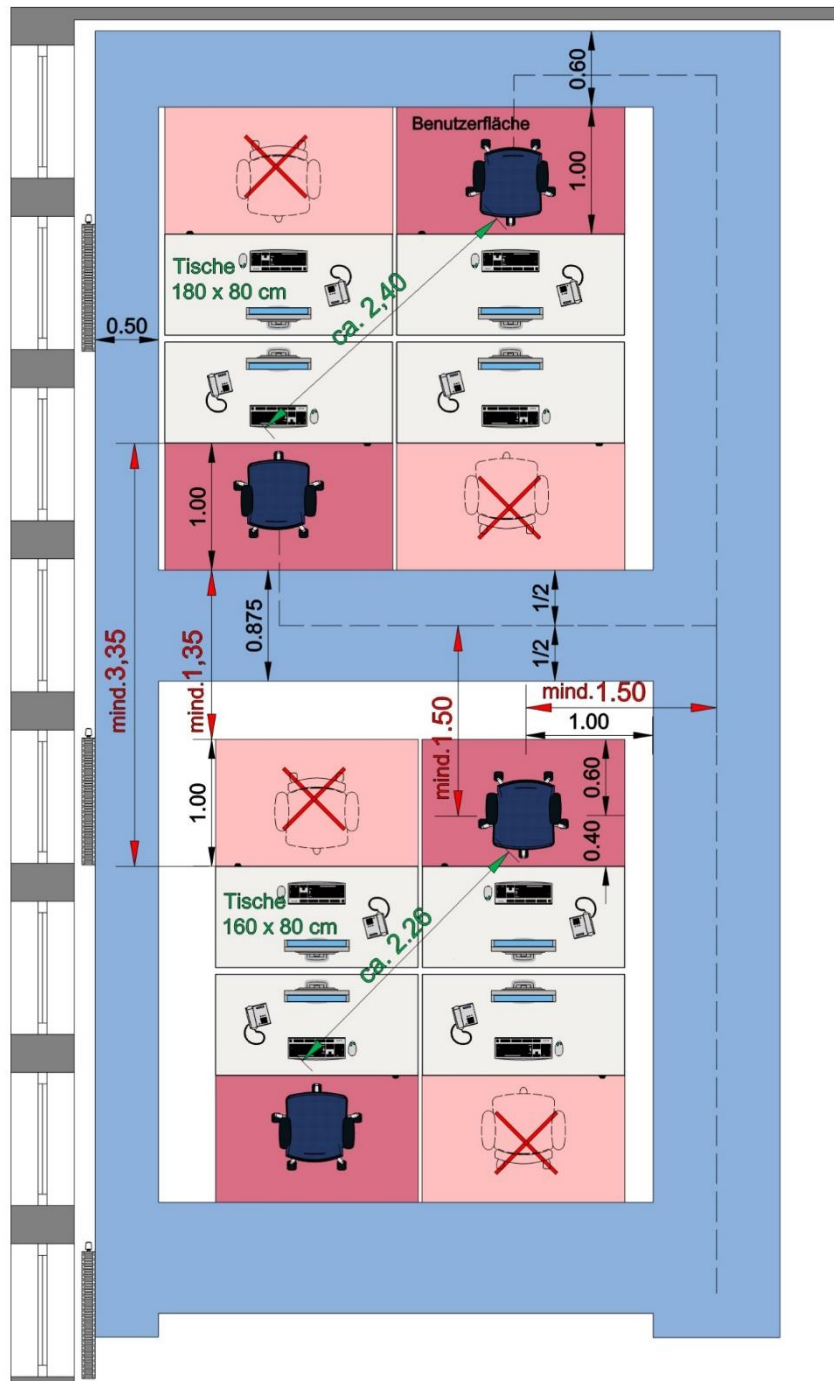 0.60
Benutzerfläche
1.00
Tische
180 x 80 cm
ca. 2,40
0.50
1.00
mind.3,35
mind.1,35
0.875
1/2
1/2
mind.1.50
mind.1.50
1.00
1.00
0.60
0.40
Tische
160 x 80 cm
ca. 2.26